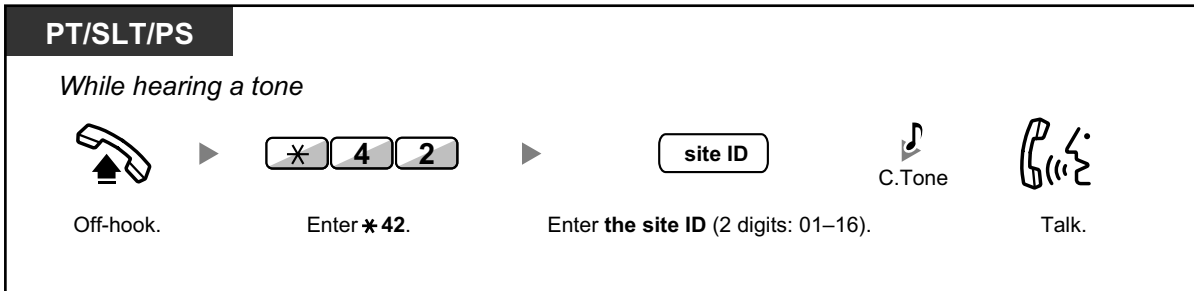 PT/SLT/PS
While hearing a tone
* 4 2
site ID
C.Tone
Off-hook.
Enter * 42.
Enter the site ID (2 digits: 01–16).
Talk.